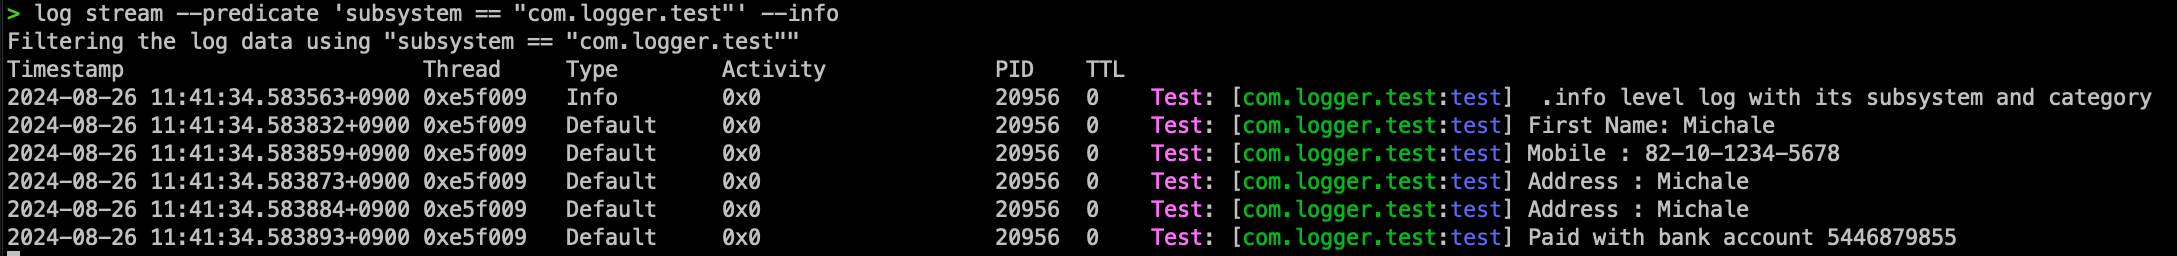 > log stream --predicate 'subsystem == "com.logger.test"' --info
Filtering the log data using "subsystem == "com.logger.test""
Timestamp                       Thread     Type        Activity             PID    TTL
2024-08-26 11:41:34.583563+0900 0xe5f009   Info        0x0                  20956  0    Test: [com.logger.test:test]  .info level log with its subsystem and category
2024-08-26 11:41:34.583832+0900 0xe5f009   Default     0x0                  20956  0    Test: [com.logger.test:test] First Name: Michale
2024-08-26 11:41:34.583859+0900 0xe5f009   Default     0x0                  20956  0    Test: [com.logger.test:test] Mobile : 82-10-1234-5678
2024-08-26 11:41:34.583873+0900 0xe5f009   Default     0x0                  20956  0    Test: [com.logger.test:test] Address : Michale
2024-08-26 11:41:34.583884+0900 0xe5f009   Default     0x0                  20956  0    Test: [com.logger.test:test] Address : Michale
2024-08-26 11:41:34.583893+0900 0xe5f009   Default     0x0                  20956  0    Test: [com.logger.test:test] Paid with bank account 5446879855